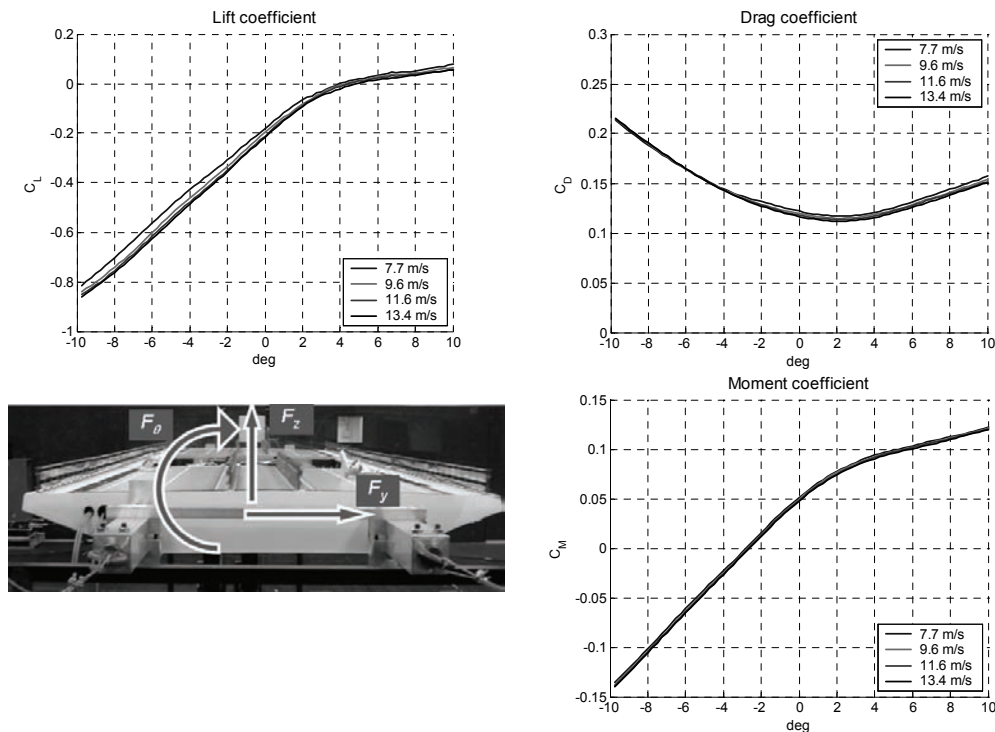 Lift coefficient
0.2
0
-0.2
-0.4
-0.6
-0.8
-1
C_L
-10 -8 -6 -4 -2 0 2 4 6 8 10
deg
7.7 m/s
9.6 m/s
11.6 m/s
13.4 m/s
Drag coefficient
0.3
0.25
0.2
0.15
0.1
0.05
0
C_D
-10 -8 -6 -4 -2 0 2 4 6 8 10
deg
7.7 m/s
9.6 m/s
11.6 m/s
13.4 m/s
F_θ
F_z
F_y
Moment coefficient
0.15
0.1
0.05
0
-0.05
-0.1
-0.15
C_M
-10 -8 -6 -4 -2 0 2 4 6 8 10
deg
7.7 m/s
9.6 m/s
11.6 m/s
13.4 m/s